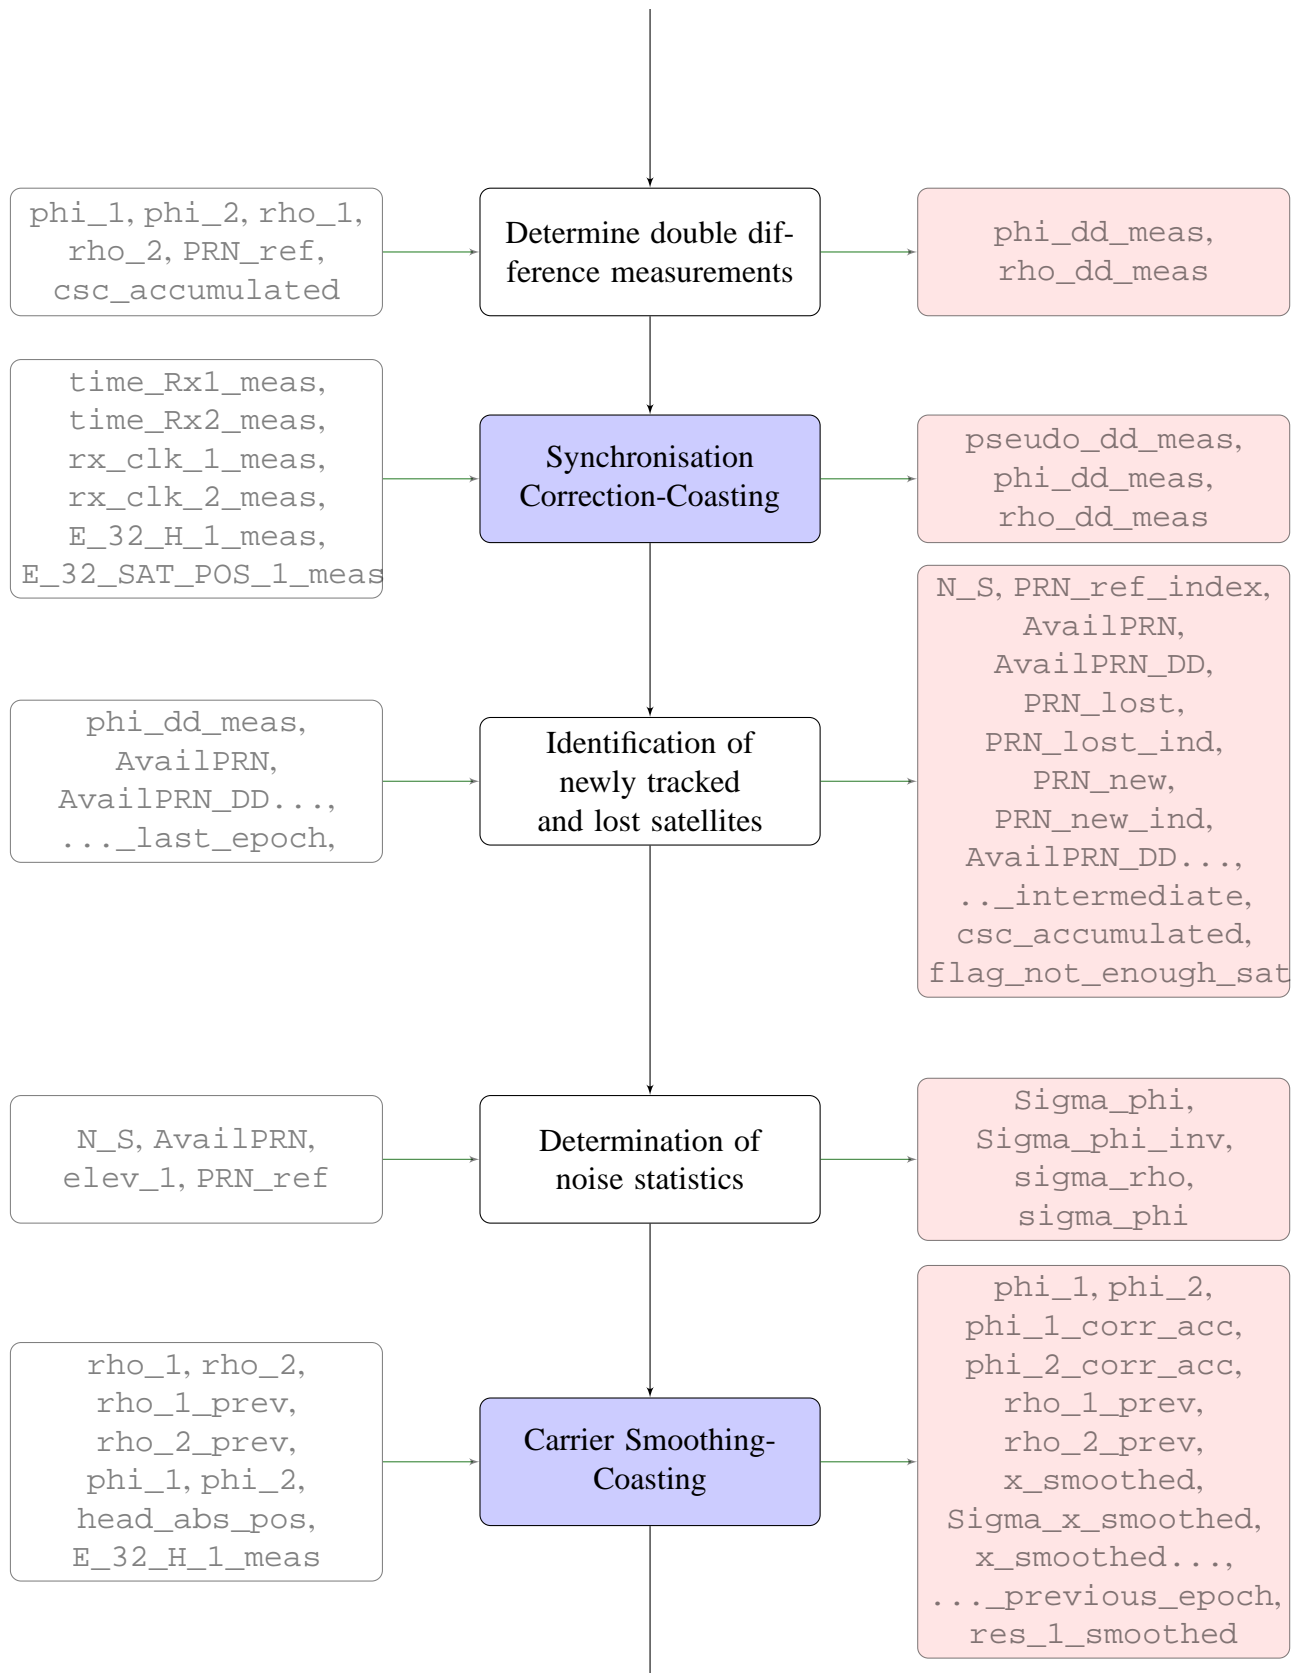 phi_1, phi_2, rho_1,
rho_2, PRN_ref,
csc_accumulated
Determine double dif-
ference measurements
phi_dd_meas,
rho_dd_meas
time_Rx1_meas,
time_Rx2_meas,
rx_clk_1_meas,
rx_clk_2_meas,
E_32_H_1_meas,
E_32_SAT_POS_1_meas
Synchronisation
Correction-Coasting
pseudo_dd_meas,
phi_dd_meas,
rho_dd_meas
phi_dd_meas,
AvailPRN,
AvailPRN_DD...,
..._last_epoch,
Identification of
newly tracked
and lost satellites
N_S, PRN_ref_index,
AvailPRN,
AvailPRN_DD,
PRN_lost,
PRN_lost_ind,
PRN_new,
PRN_new_ind,
AvailPRN_DD...,
.._intermediate,
csc_accumulated,
flag_not_enough_sat
N_S, AvailPRN,
elev_1, PRN_ref
Determination of
noise statistics
Sigma_phi,
Sigma_phi_inv,
sigma_rho,
sigma_phi
rho_1, rho_2,
rho_1_prev,
rho_2_prev,
phi_1, phi_2,
head_abs_pos,
E_32_H_1_meas
Carrier Smoothing-
Coasting
phi_1, phi_2,
phi_1_corr_acc,
phi_2_corr_acc,
rho_1_prev,
rho_2_prev,
x_smoothed,
Sigma_x_smoothed,
x_smoothed...,
..._previous_epoch,
res_1_smoothed